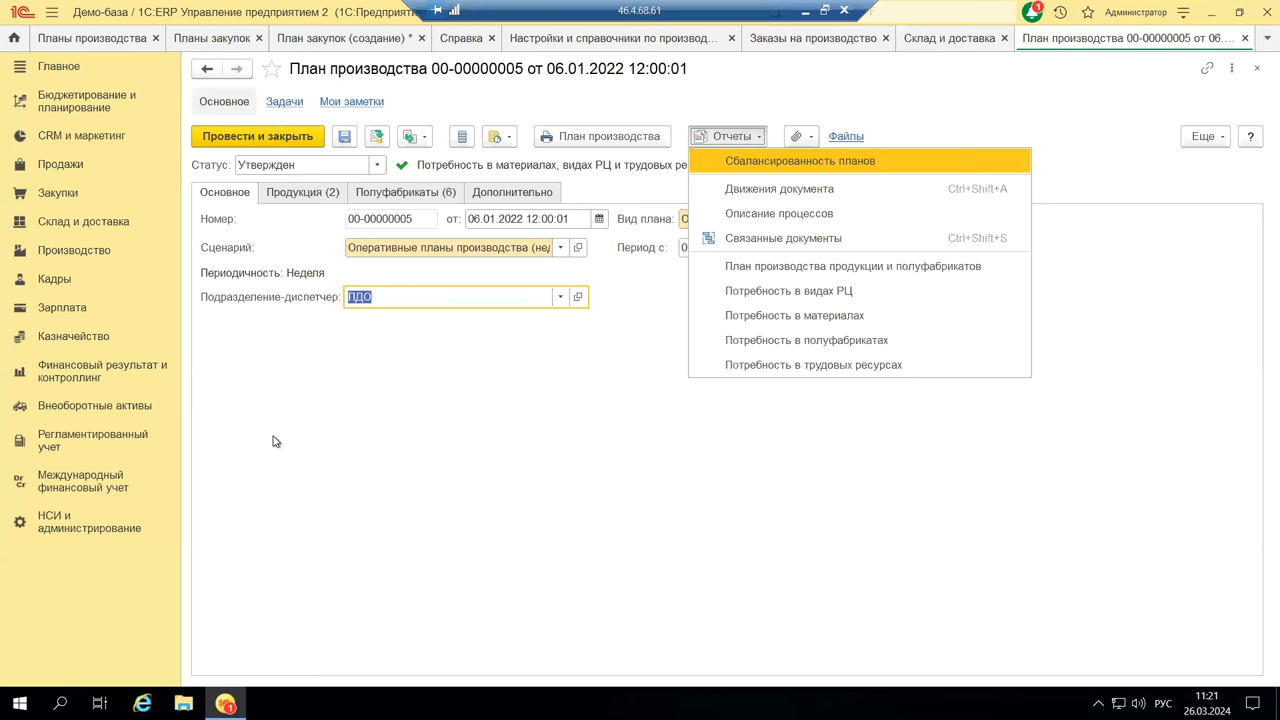 Демо-база / 1С:ERP Управление предприятием 2 (1С:Предприяти
46.4.68.61
1
Администратор
Планы производства
Планы закупок
План закупок (создание) *
Справка
Настройки и справочники по производ...
Заказы на производство
Склад и доставка
План производства 00-00000005 от 06....
Главное
Бюджетирование и
планирование
CRM и маркетинг
Продажи
Закупки
Склад и доставка
Производство
Кадры
Зарплата
Казначейство
Финансовый результат и
контроллинг
Внеоборотные активы
Регламентированный
учет
Dr
Cr
Международный
финансовый учет
НСИ и
администрирование
План производства 00-00000005 от 06.01.2022 12:00:01
Основное
Задачи
Мои заметки
Провести и закрыть
План производства
Отчеты
Файлы
Еще
?
Статус:
Утвержден
Потребность в материалах, видах РЦ и трудовых ре
Основное
Продукция (2)
Полуфабрикаты (6)
Дополнительно
Номер:
00-00000005
от:
06.01.2022 12:00:01
Вид плана:
Сценарий:
Оперативные планы производства (нед
Период с:
0
Периодичность: Неделя
Подразделение-диспетчер:
ПДО
Сбалансированность планов
Движения документа Ctrl+Shift+A
Описание процессов
Связанные документы Ctrl+Shift+S
План производства продукции и полуфабрикатов
Потребность в видах РЦ
Потребность в материалах
Потребность в полуфабрикатах
Потребность в трудовых ресурсах
1
РУС
11:21
26.03.2024